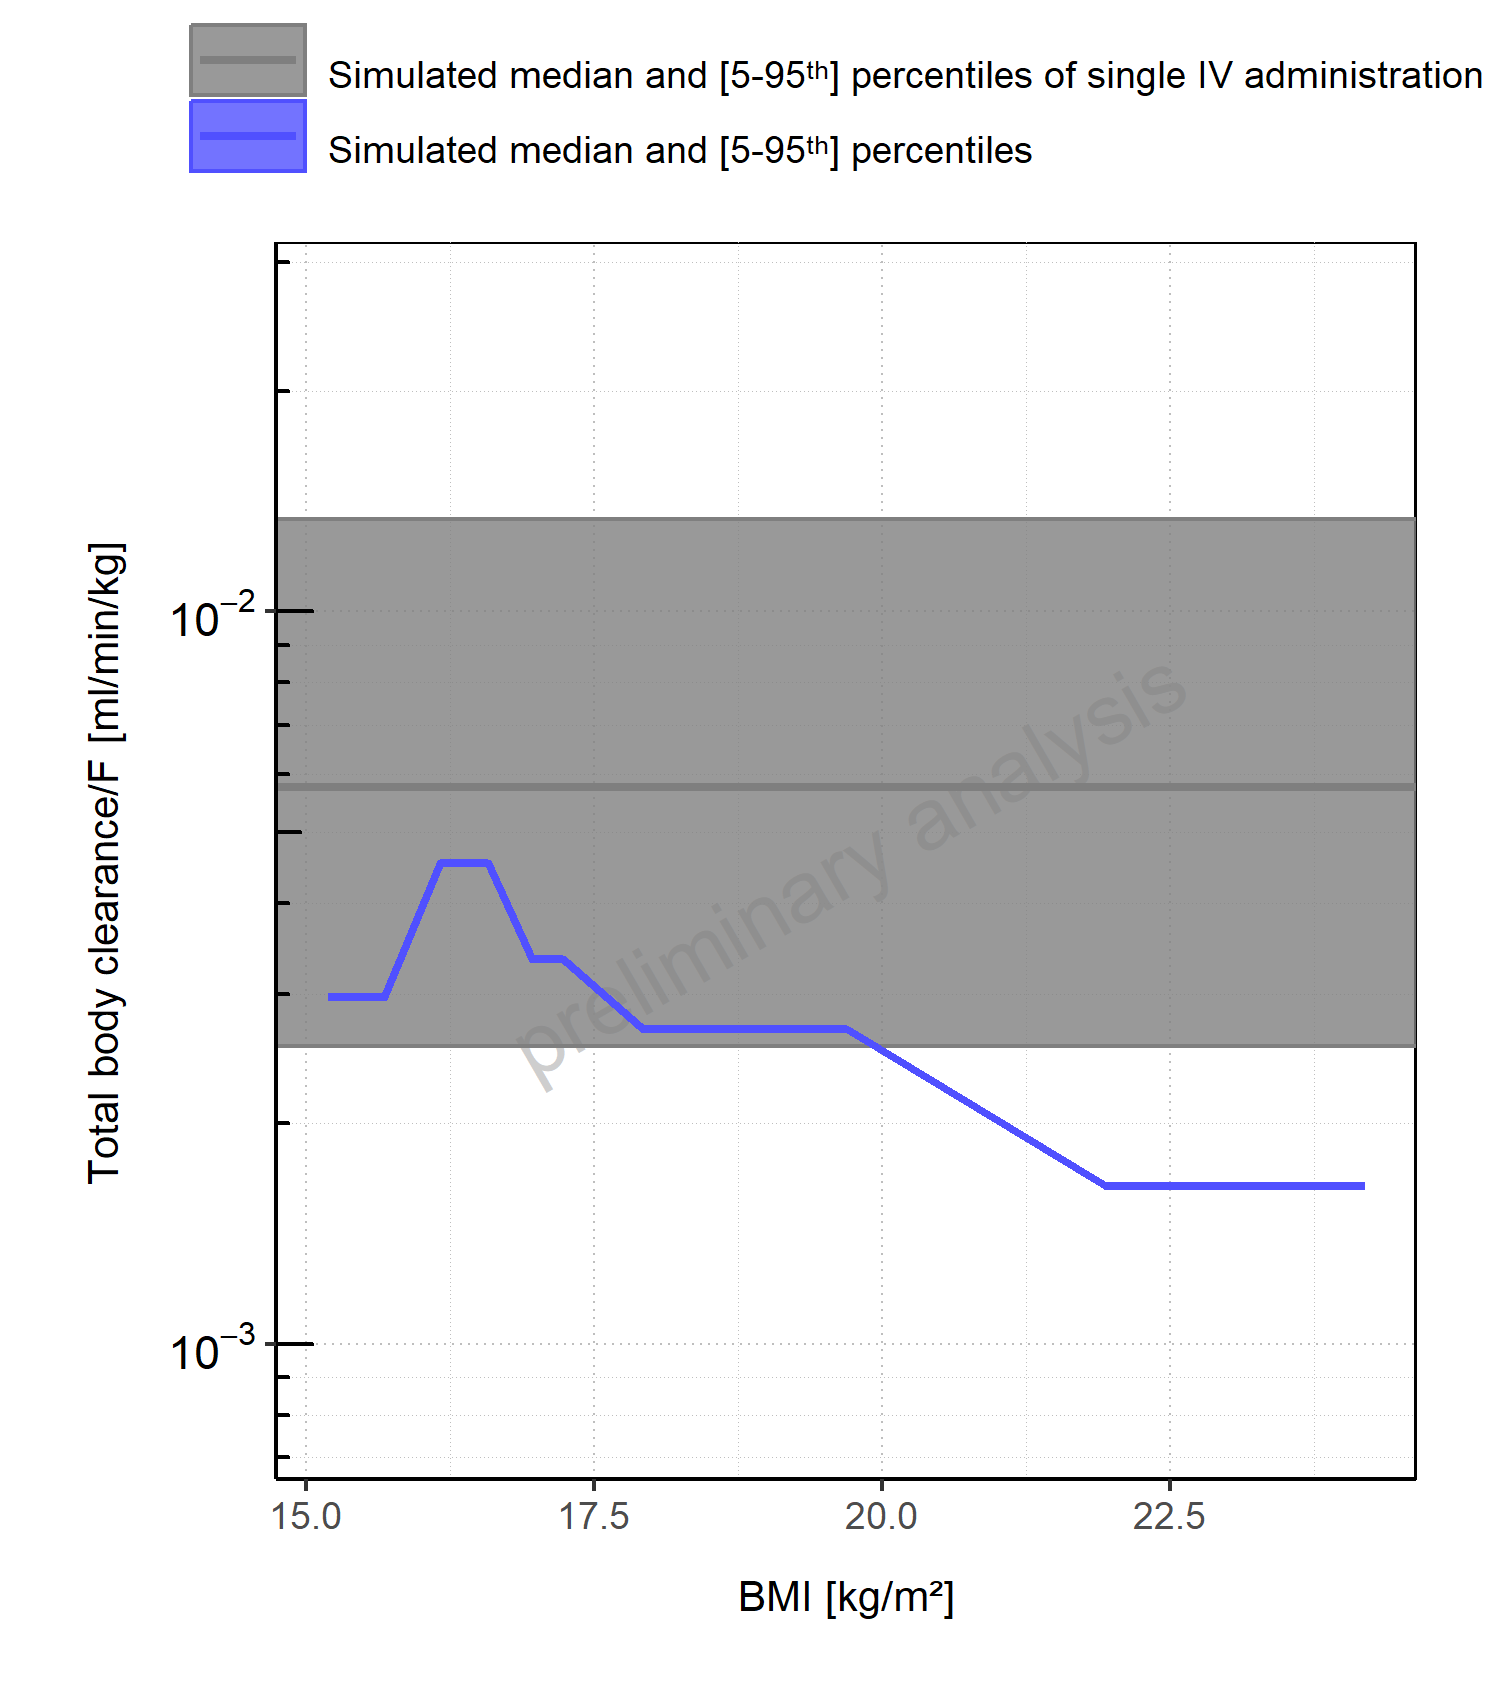 Simulated median and [5-95ᵗʰ] percentiles of single IV administration
Simulated median and [5-95ᵗʰ] percentiles
Total body clearance/F [ml/min/kg]
10⁻²
10⁻³
preliminary analysis
15.0 17.5 20.0 22.5
BMI [kg/m²]